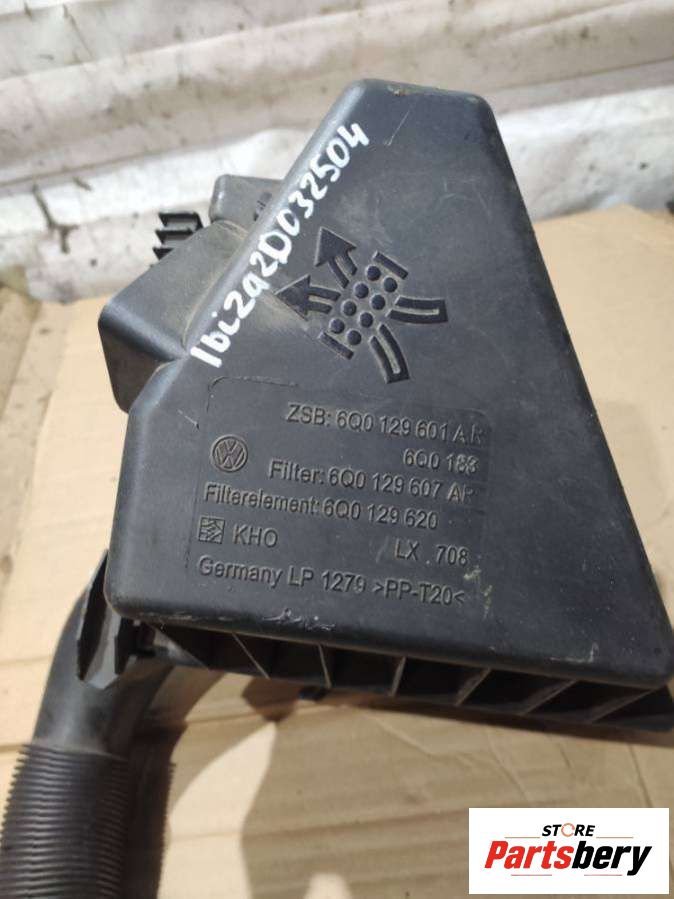 Ibiza2D032504
ZSB: 6Q0 129 601 AR
6Q0 183
Filter: 6Q0 129 607 AR
Filterelement: 6Q0 129 620
KHO LX 708
Germany LP 1279 >PP-T20<
STORE
Partsbery